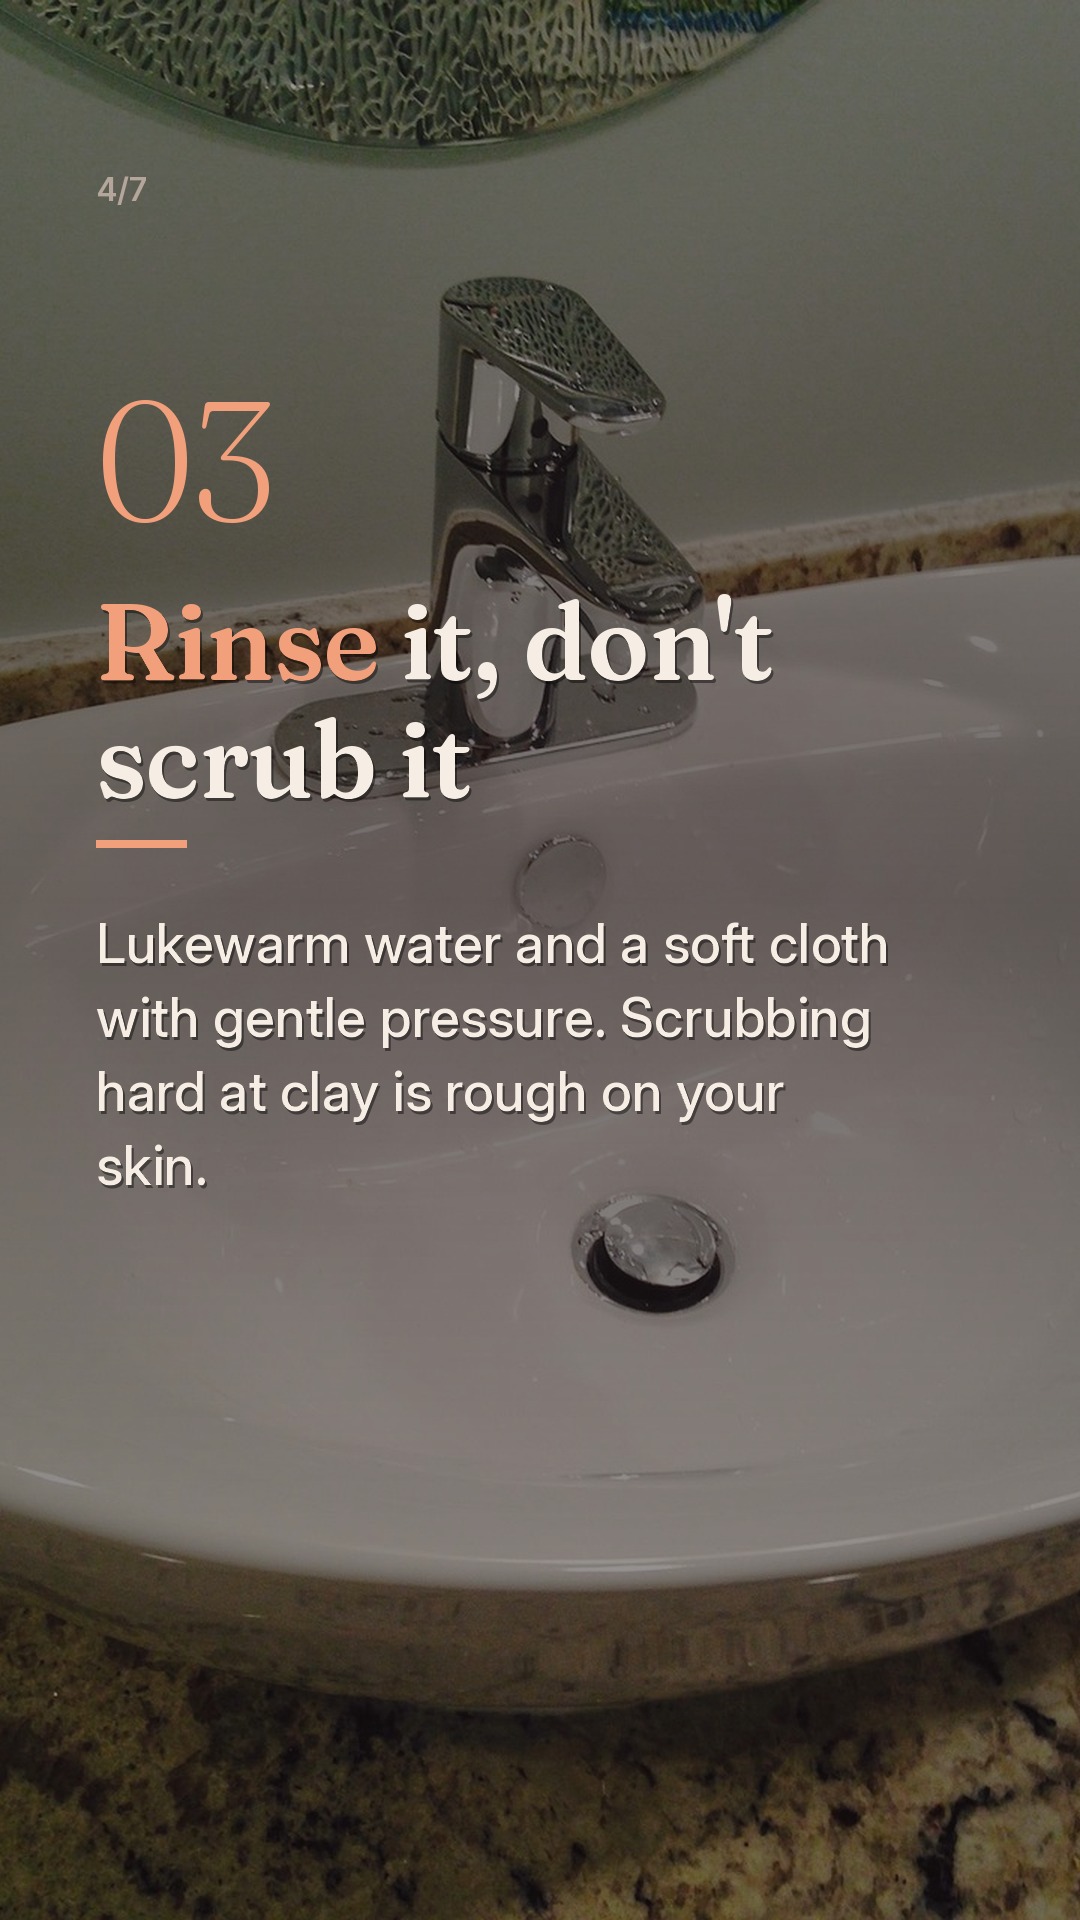 4/7
03
Rinse it, don't
scrub it
Lukewarm water and a soft cloth
with gentle pressure. Scrubbing
hard at clay is rough on your
skin.